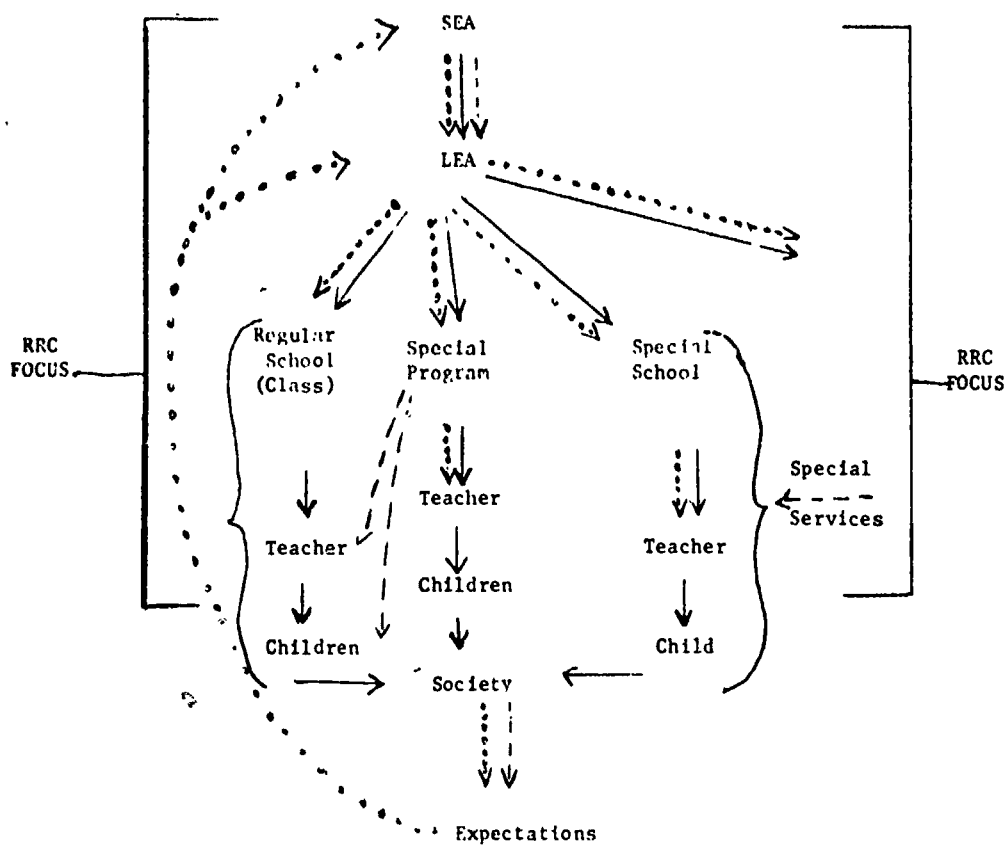 SEA
LEA
RRC
FOCUS
Regular
School
(Class)
Special
Program
Special
School
RRC
FOCUS
Special
Services
Teacher
Teacher
Teacher
Children
Children
Child
Society
Expectations